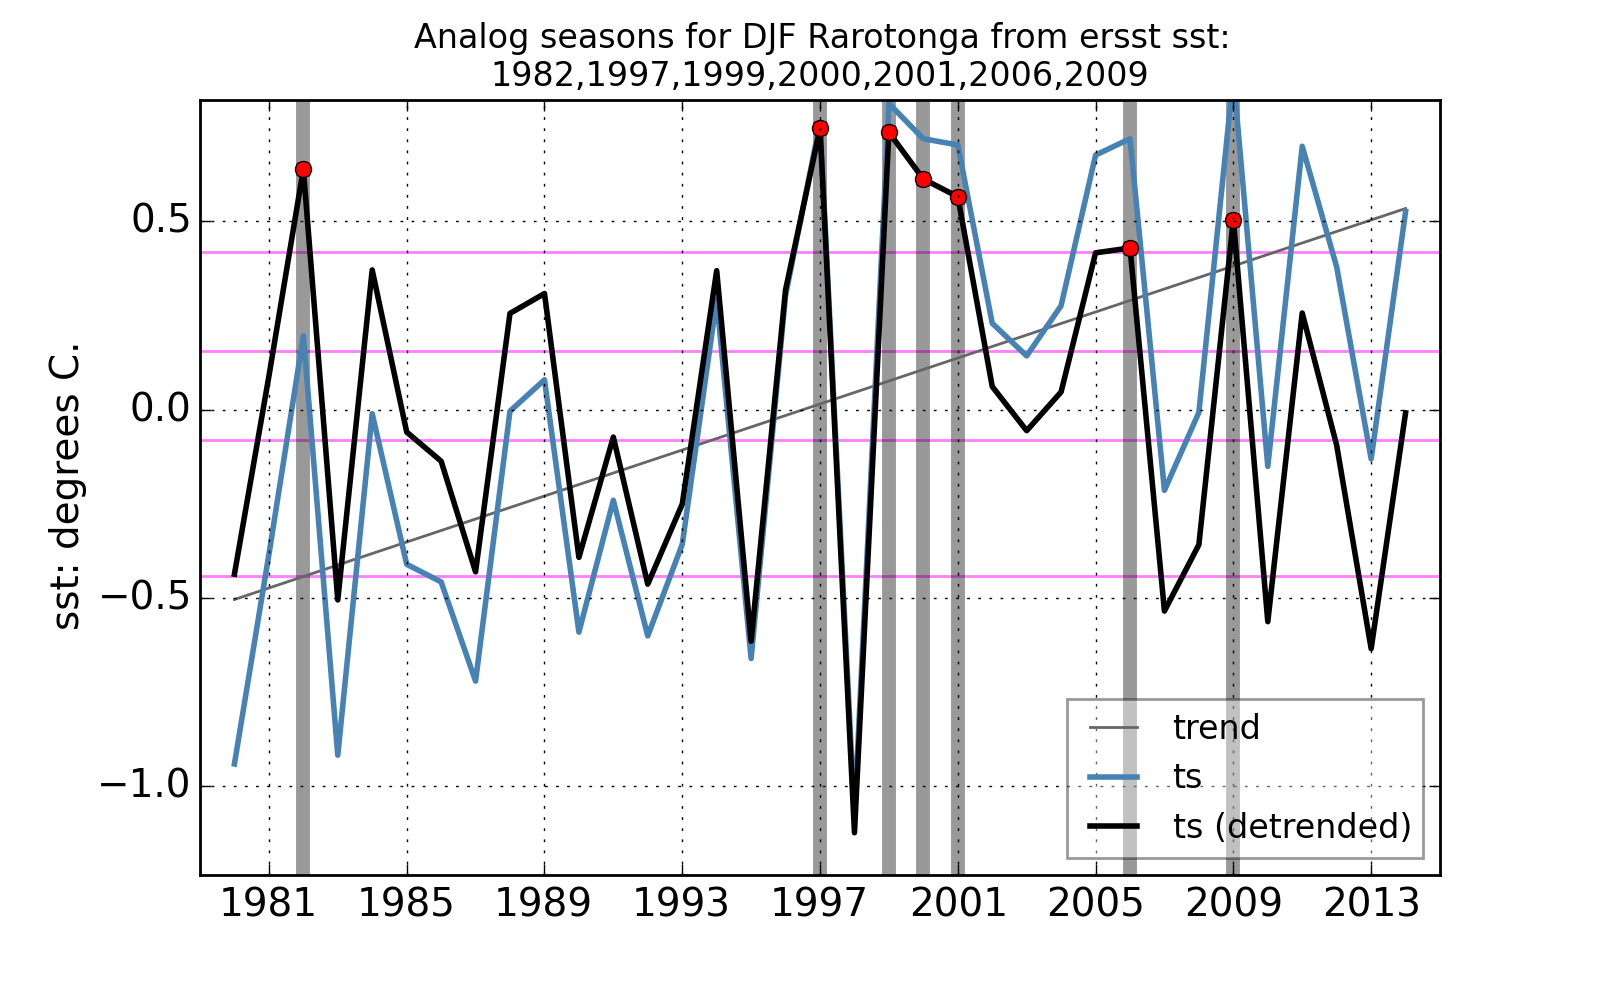 Analog seasons for DJF Rarotonga from ersst sst:
1982,1997,1999,2000,2001,2006,2009
sst: degrees C.
0.5
0.0
−0.5
−1.0
trend
ts
ts (detrended)
1981 1985 1989 1993 1997 2001 2005 2009 2013